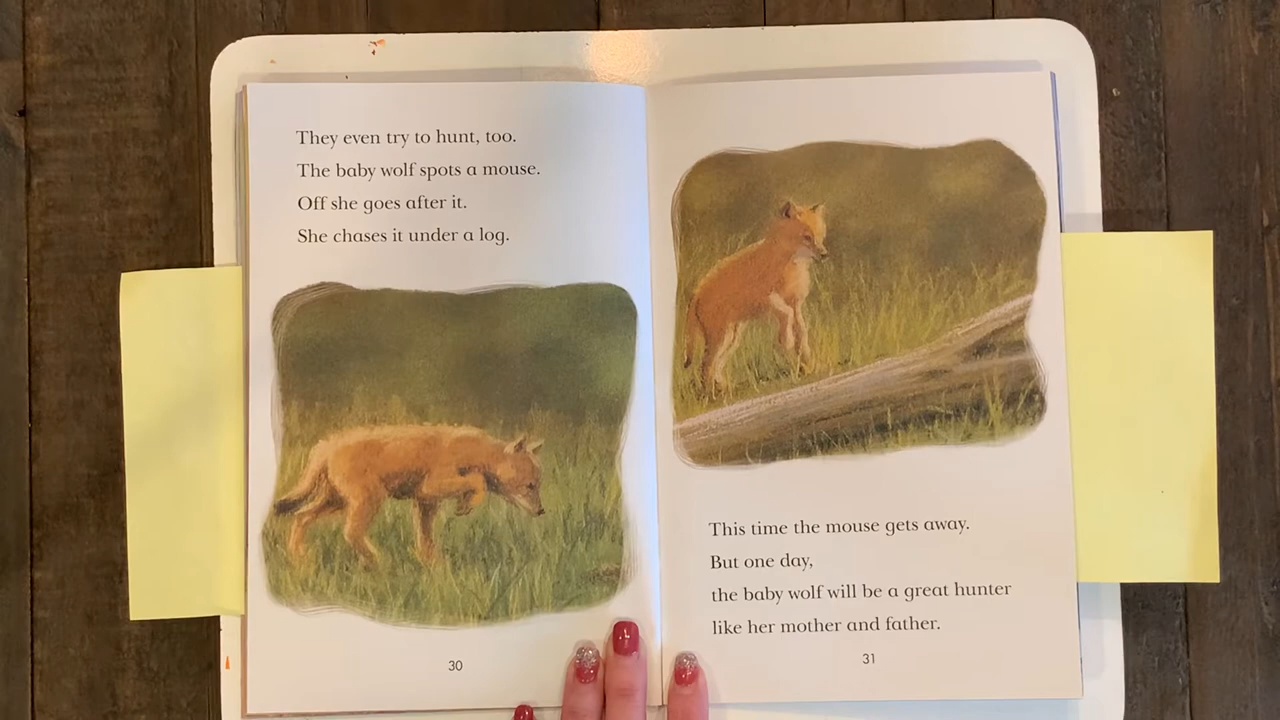 They even try to hunt, too.
The baby wolf spots a mouse.
Off she goes after it.
She chases it under a log.
30
This time the mouse gets away.
But one day,
the baby wolf will be a great hunter
like her mother and father.
31